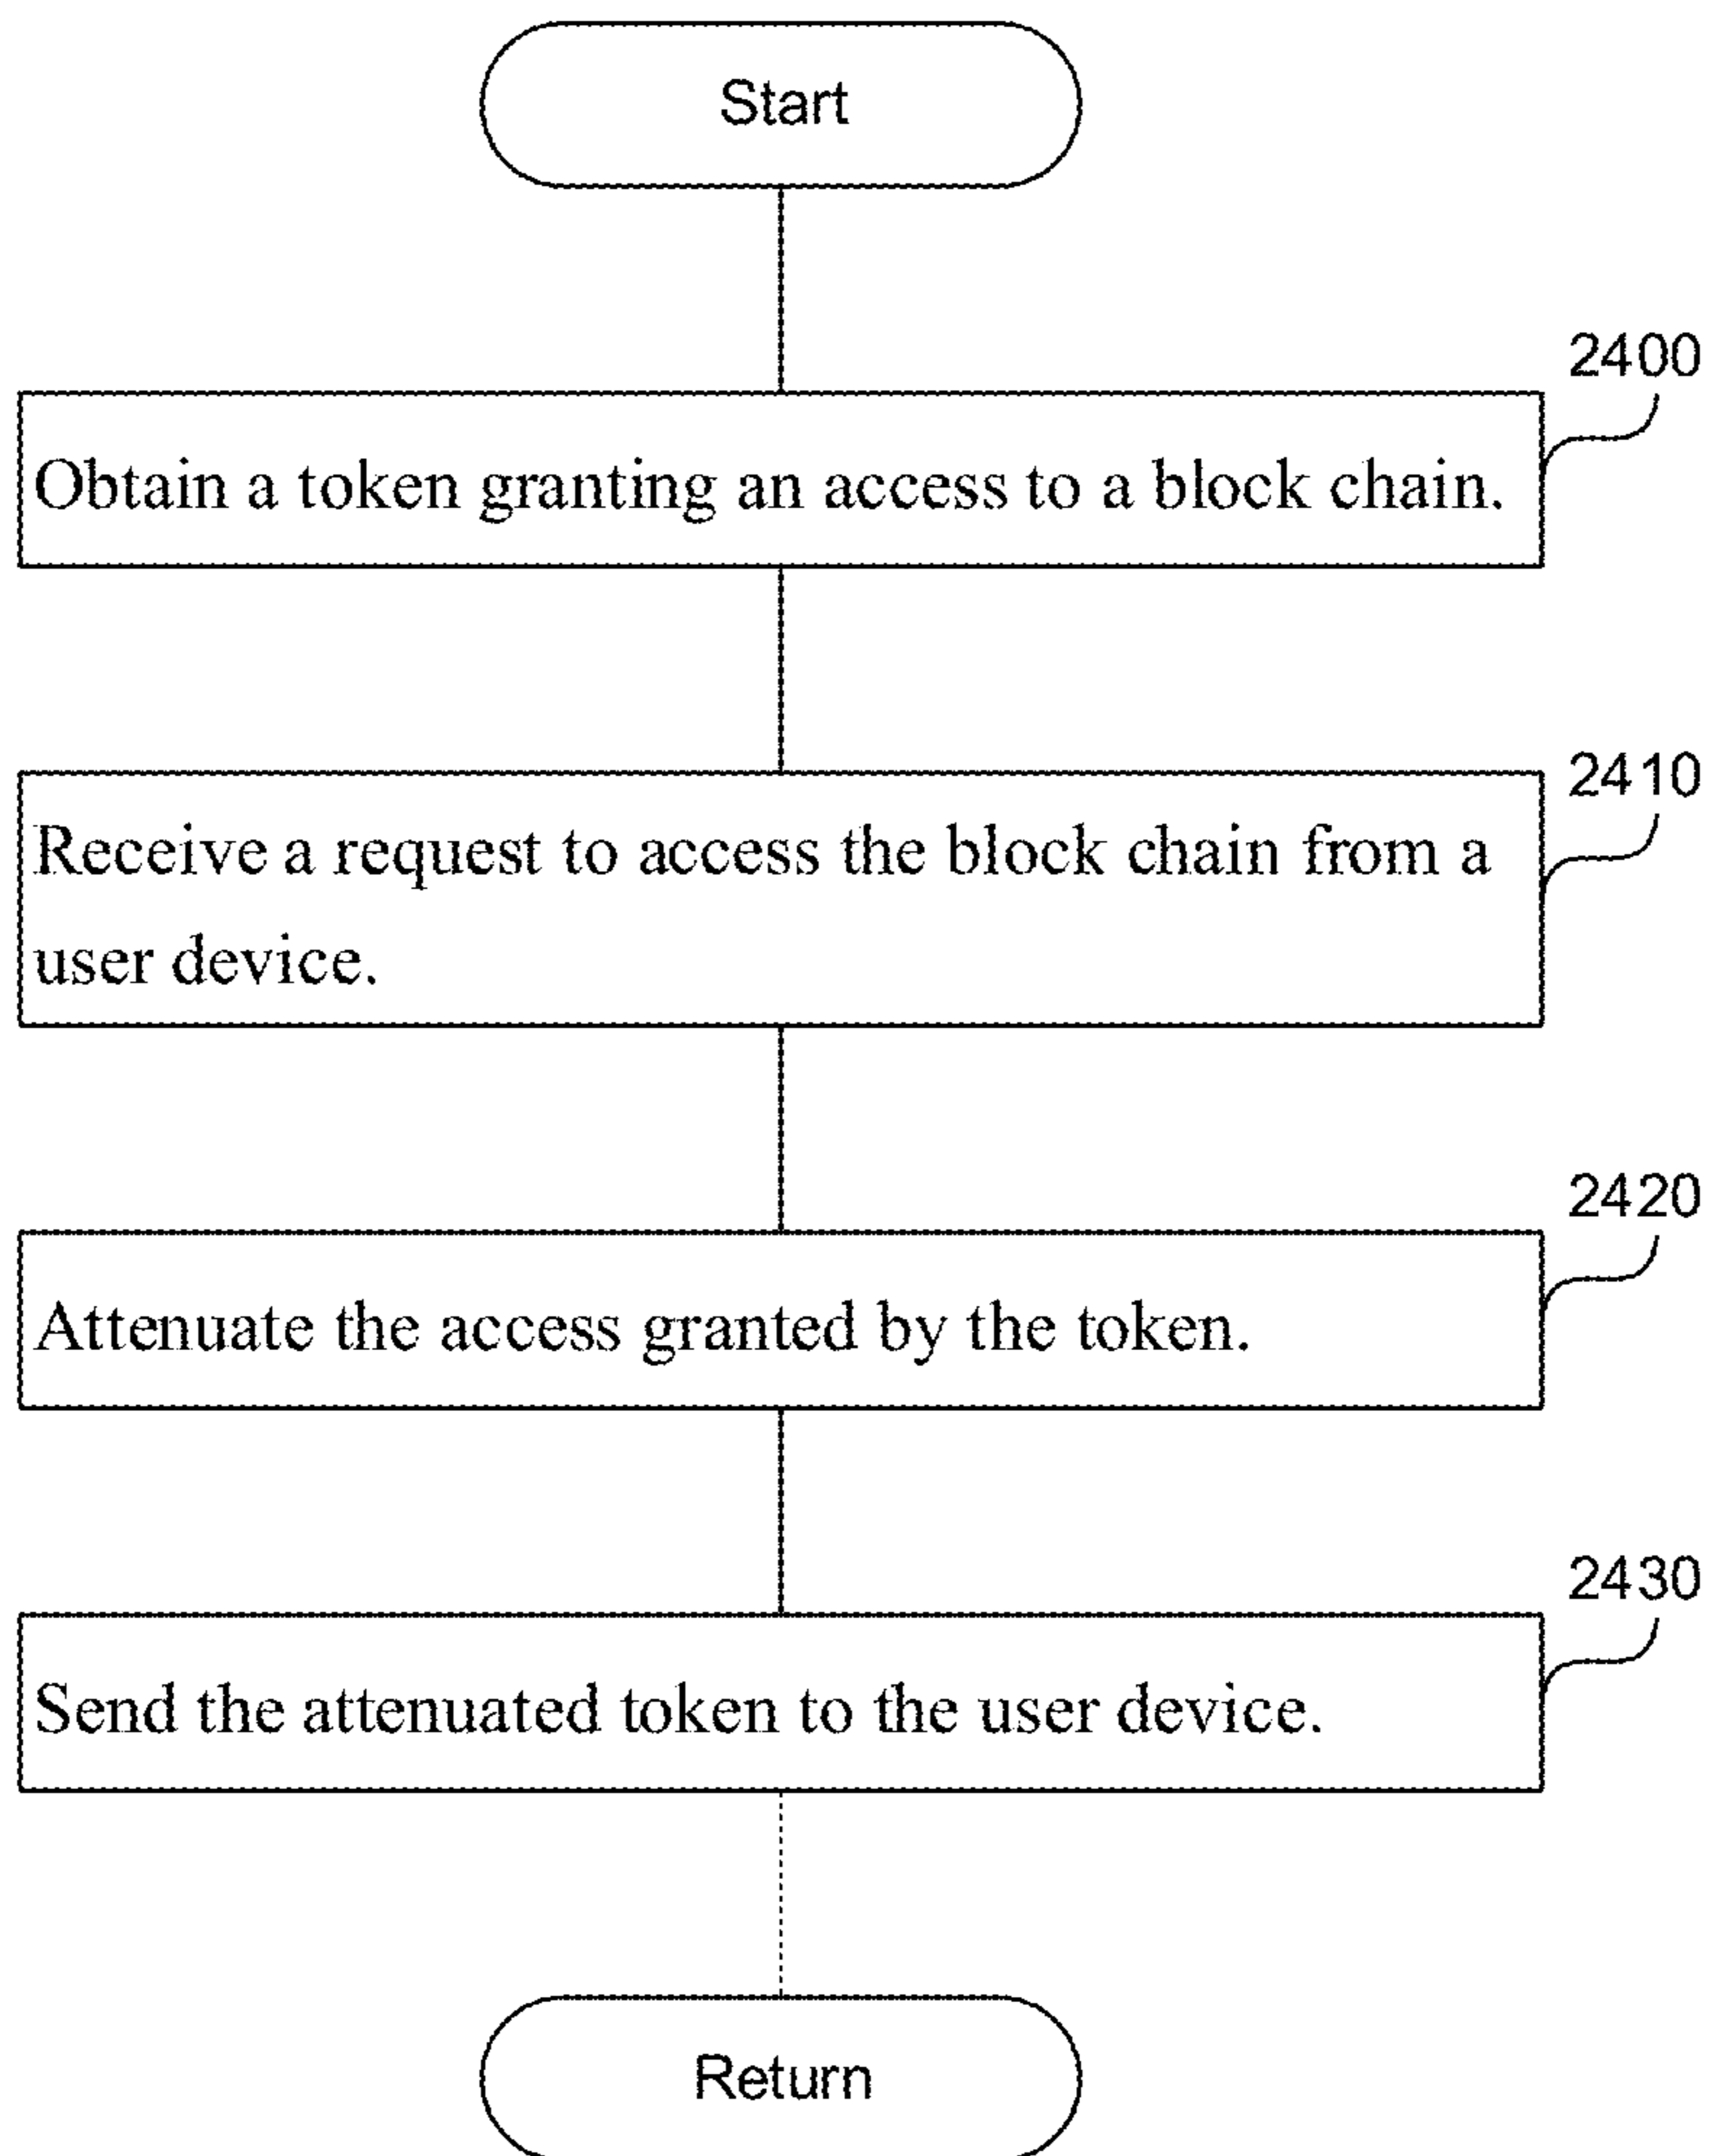 Start
2400
Obtain a token granting an access to a block chain.
2410
Receive a request to access the block chain from a
user device.
2420
Attenuate the access granted by the token.
2430
Send the attenuated token to the user device.
Return